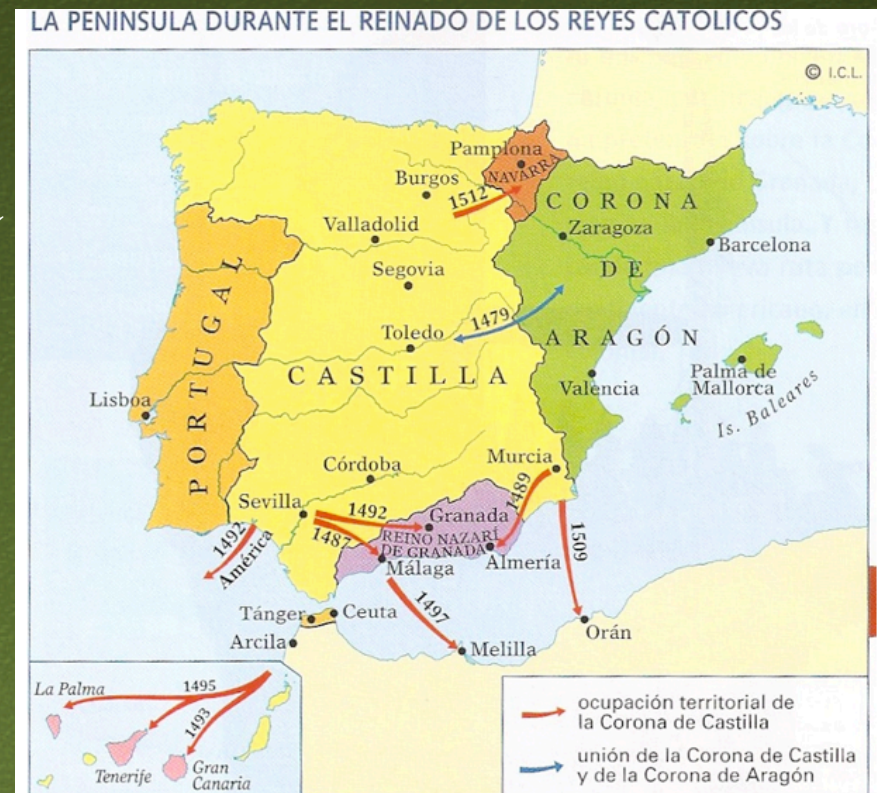 LA PENINSULA DURANTE EL REINADO DE LOS REYES CATOLICOS
© I.C.L.
Pamplona
NAVARRA
Burgos
1512
CORONA
Valladolid
Zaragoza
Barcelona
Segovia
DE
1479
Toledo
ARAGÓN
PORTUGAL
CASTILLA
Palma de
Mallorca
Valencia
Is. Baleares
Lisboa
Córdoba
Murcia
1489
Sevilla
1492
Granada
1492
América
1487
REINO NAZARÍ
DE GRANADA
1509
Málaga
Almería
1497
Tánger
Ceuta
Orán
Arcila
Melilla
La Palma
1495
1493
Tenerife
Gran
Canaria
ocupación territorial de
la Corona de Castilla
unión de la Corona de Castilla
y de la Corona de Aragón